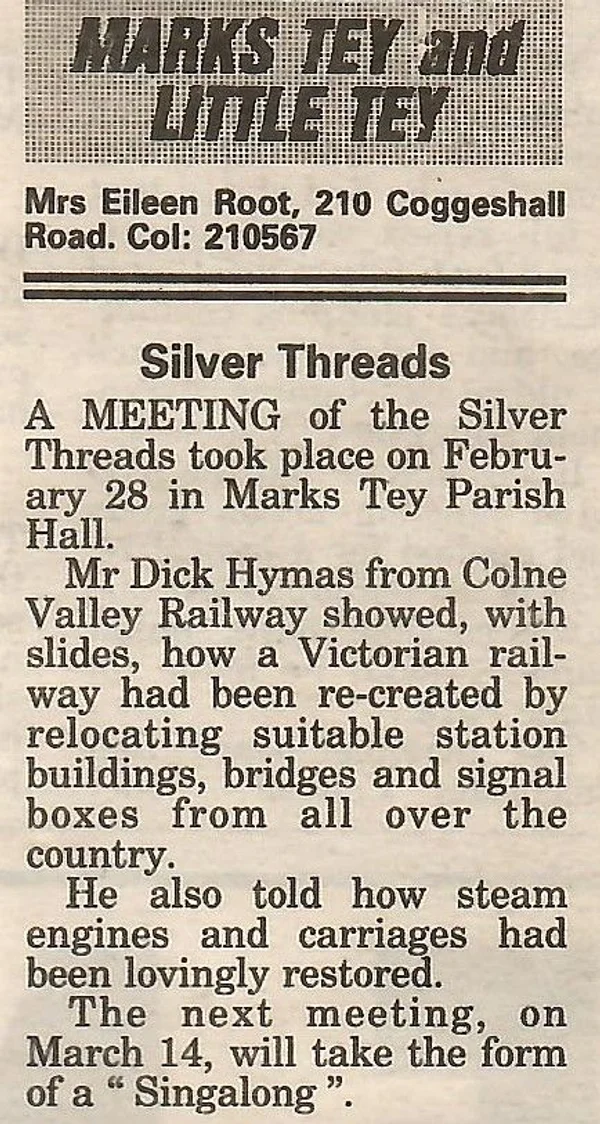 MARKS TEY and
LITTLE TEY
Mrs Eileen Root, 210 Coggeshall
Road. Col: 210567
Silver Threads
A MEETING of the Silver
Threads took place on Febru-
ary 28 in Marks Tey Parish
Hall.
Mr Dick Hymas from Colne
Valley Railway showed, with
slides, how a Victorian rail-
way had been re-created by
relocating suitable station
buildings, bridges and signal
boxes from all over the
country.
He also told how steam
engines and carriages had
been lovingly restored.
The next meeting, on
March 14, will take the form
of a “ Singalong ”.